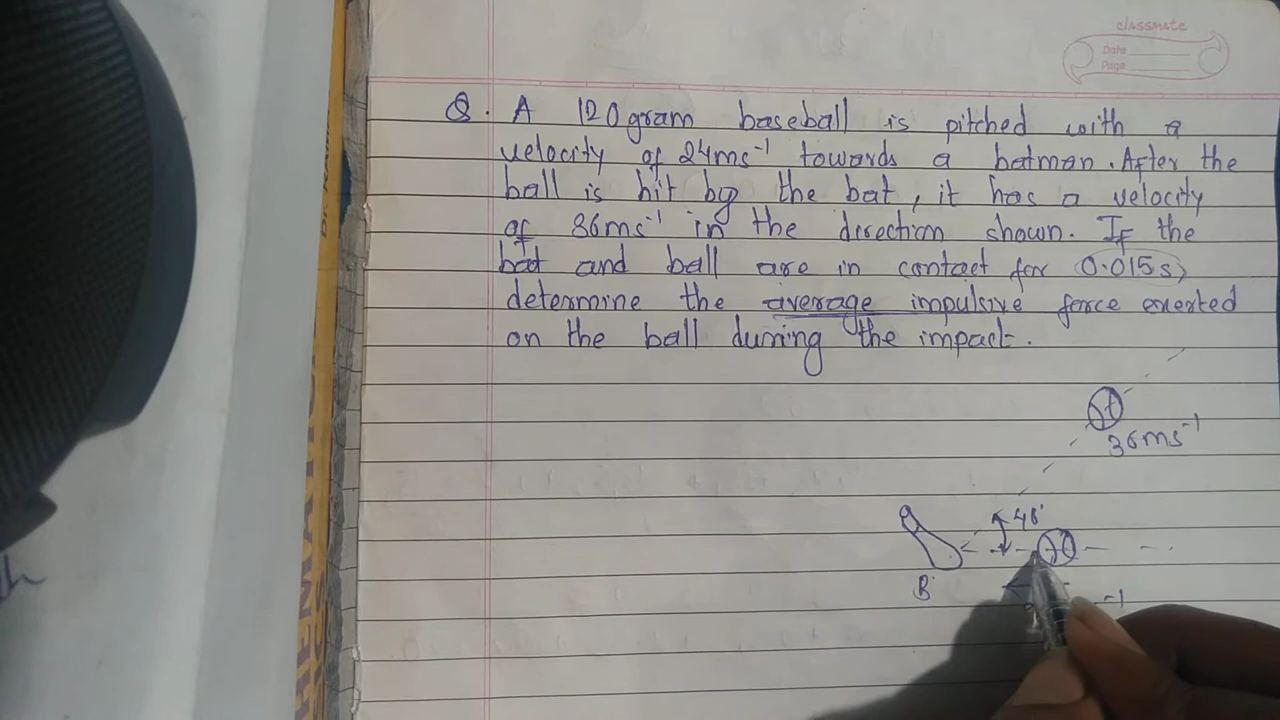 classmate
Date
Page
Q. A 120 gram baseball is pitched with a
velocity of 24ms⁻¹ towards a batman. After the
ball is hit by the bat, it has a velocity
of 36ms⁻¹ in the direction shown. If the
bat and ball are in contact for 0.015s,
determine the average impulsive force exerted
on the ball durning the impact.
36ms⁻¹
40°
B